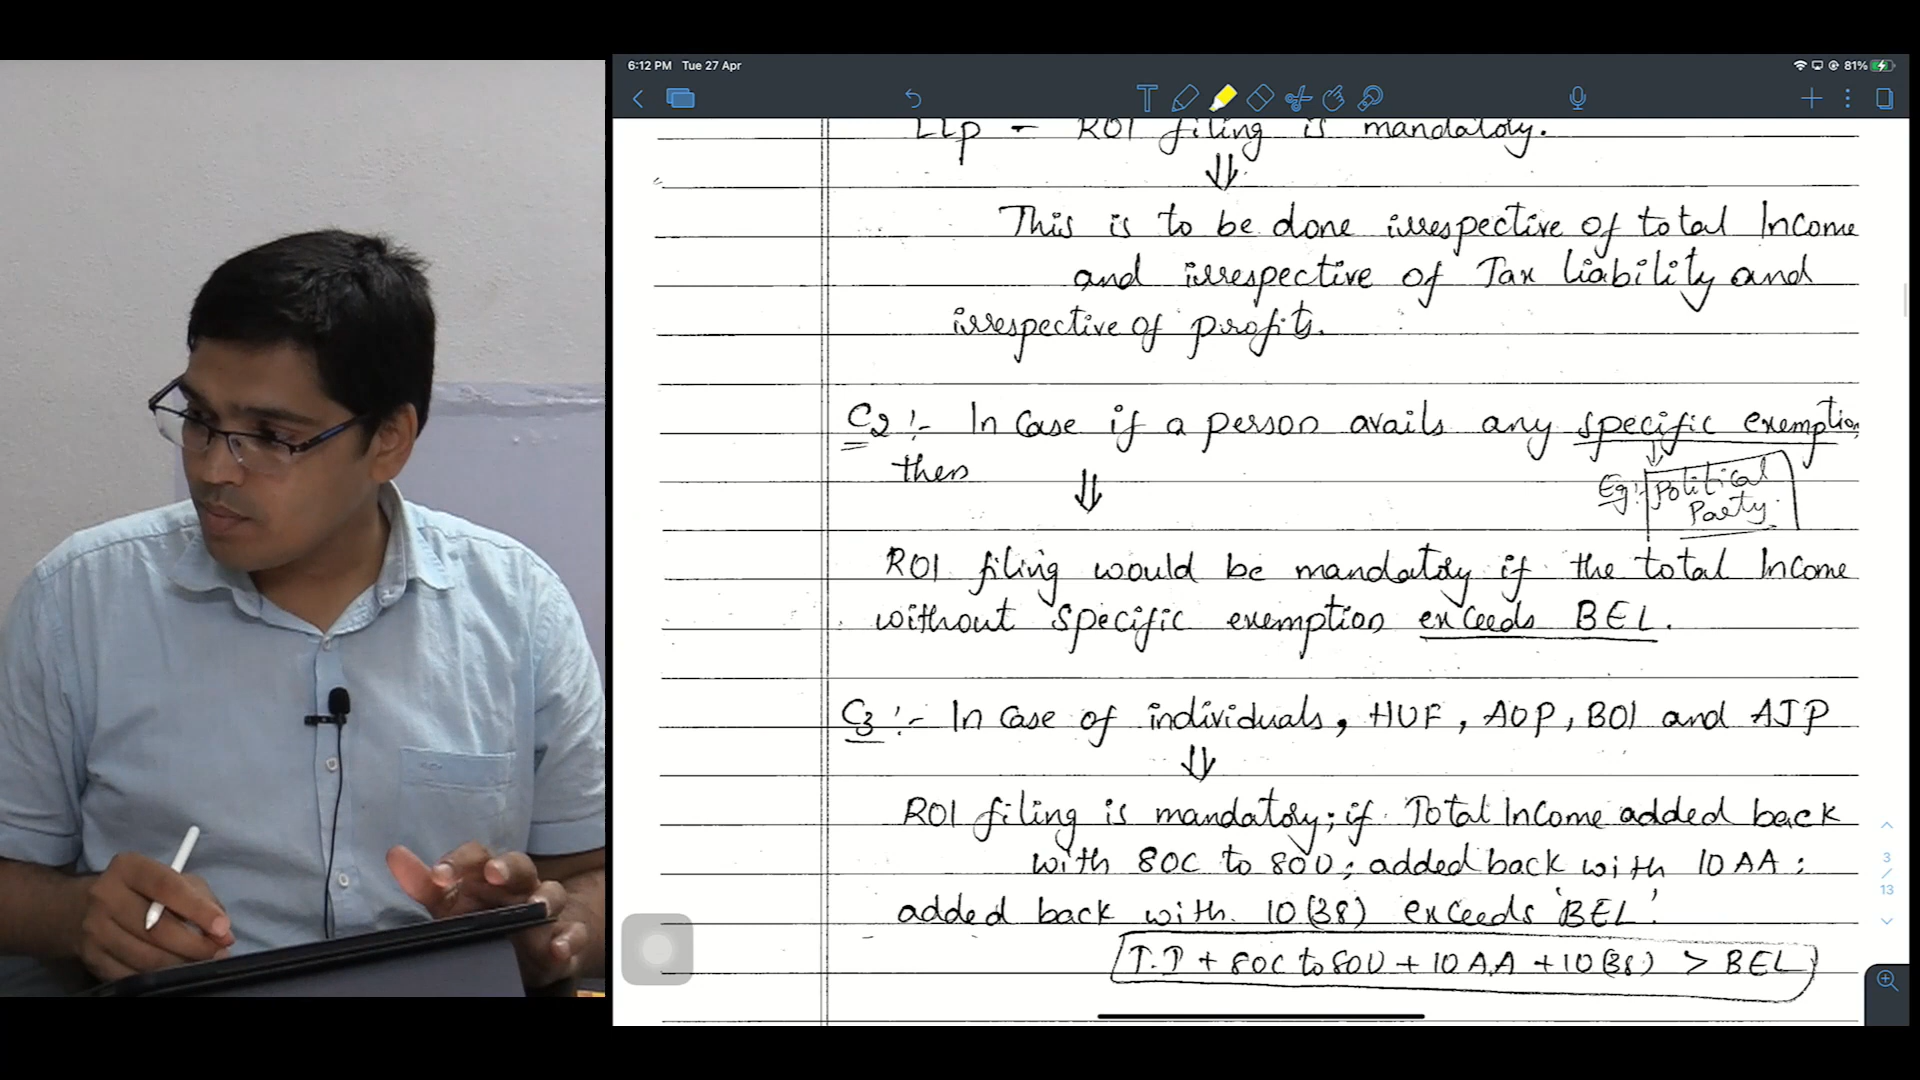 6:12 PM Tue 27 Apr
81%
LLp - ROI filing is mandatory.
This is to be done irrespective of total Income
and irrespective of Tax liability and
irrespective of profits.
C2:- In Case if a person avails any specific exemption
then
Eg:- Political
Party.
ROI filing would be mandatory if the total Income
without specific exemption exceeds BEL.
C3:- In Case of individuals, HUF, AOP, BOI and AJP
ROI filing is mandatory; if Total Income added back
with 80C to 80U; added back with 10AA;
added back with 10(38) exceeds 'BEL'.
T.I + 80C to 80U + 10AA + 10(38) > BEL
3
/
13